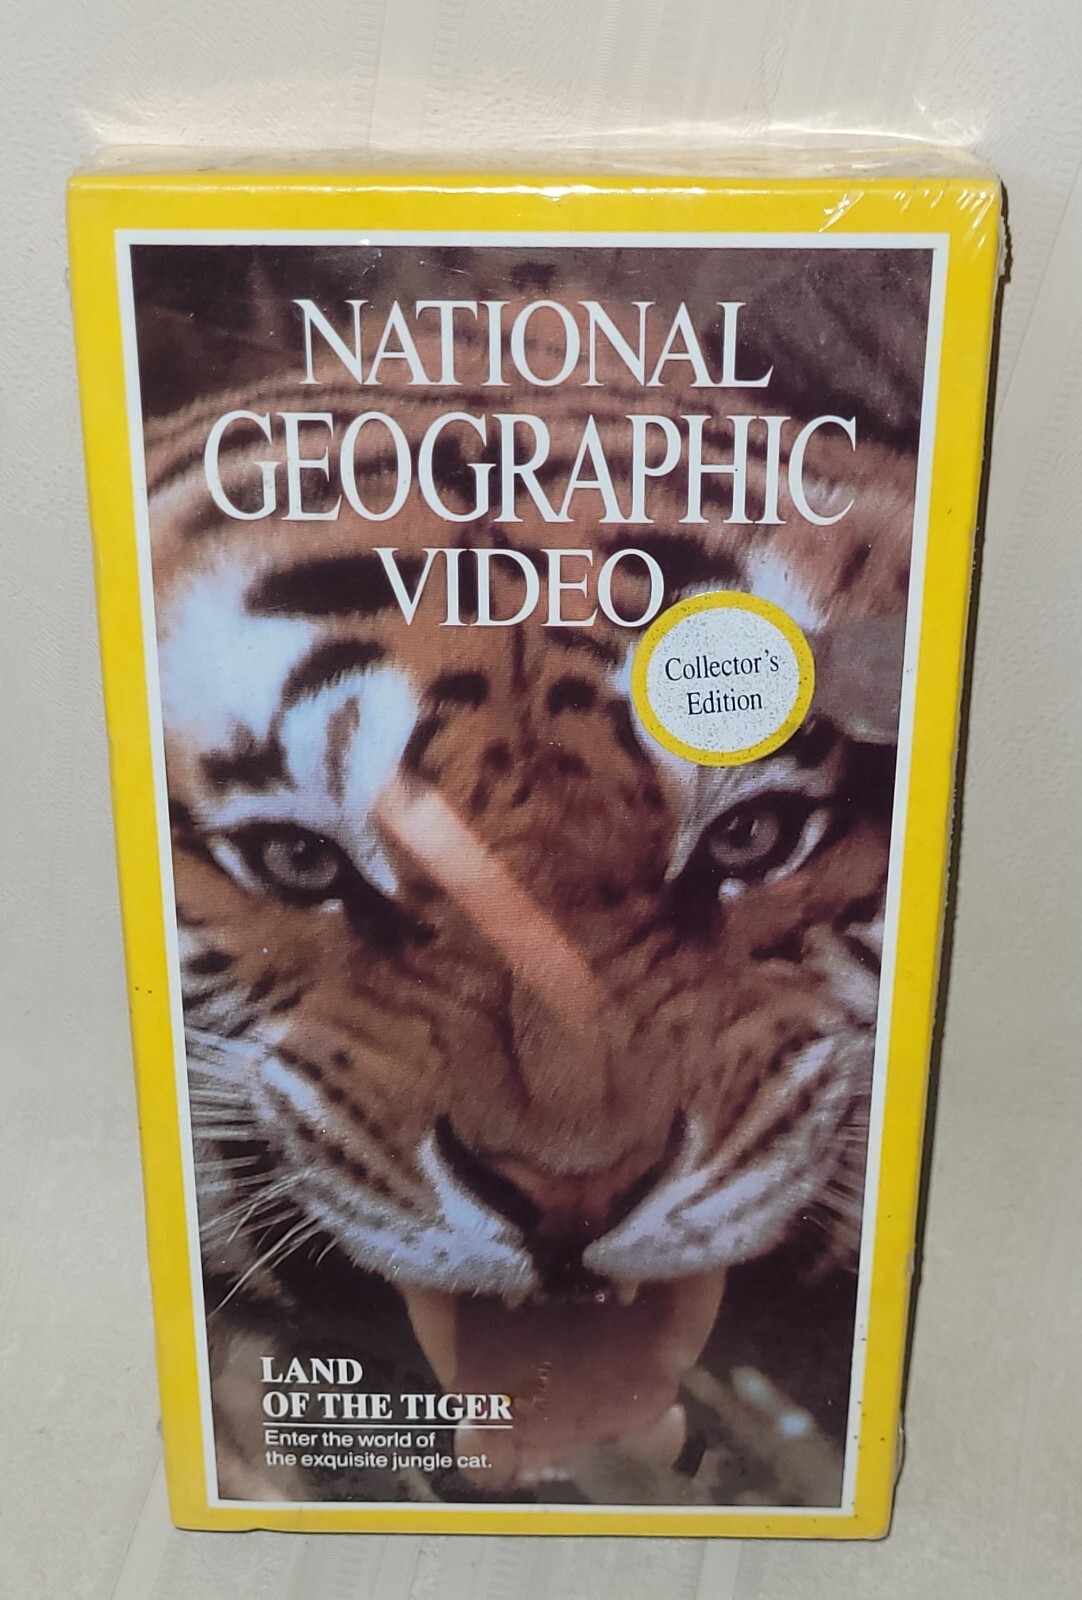 NATIONAL
GEOGRAPHIC
VIDEO
Collector's
Edition
LAND
OF THE TIGER
Enter the world of
the exquisite jungle cat.